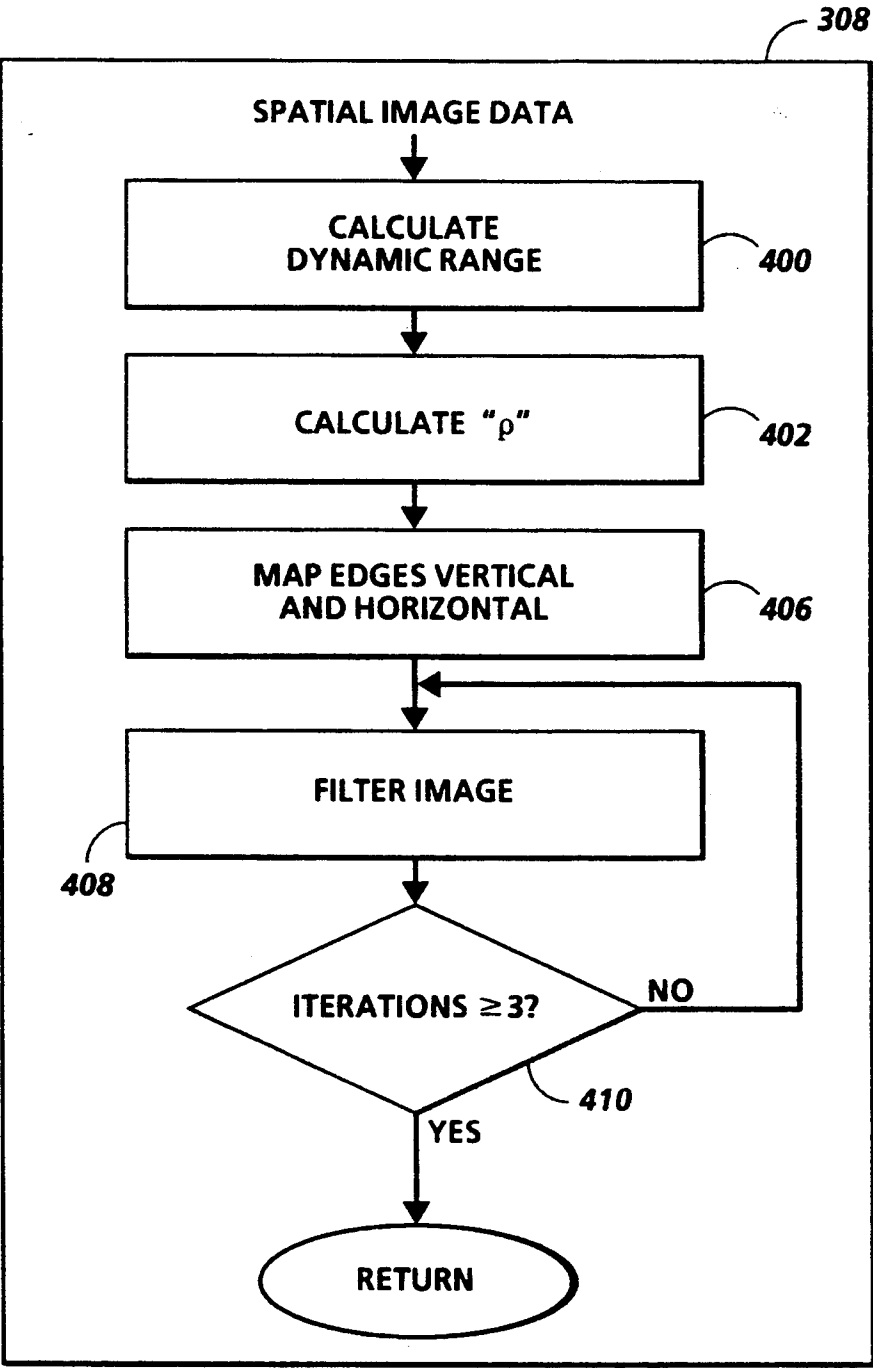 308
SPATIAL IMAGE DATA
CALCULATE
DYNAMIC RANGE
400
CALCULATE "ρ"
402
MAP EDGES VERTICAL
AND HORIZONTAL
406
FILTER IMAGE
408
ITERATIONS ≥3?
NO
410
YES
RETURN